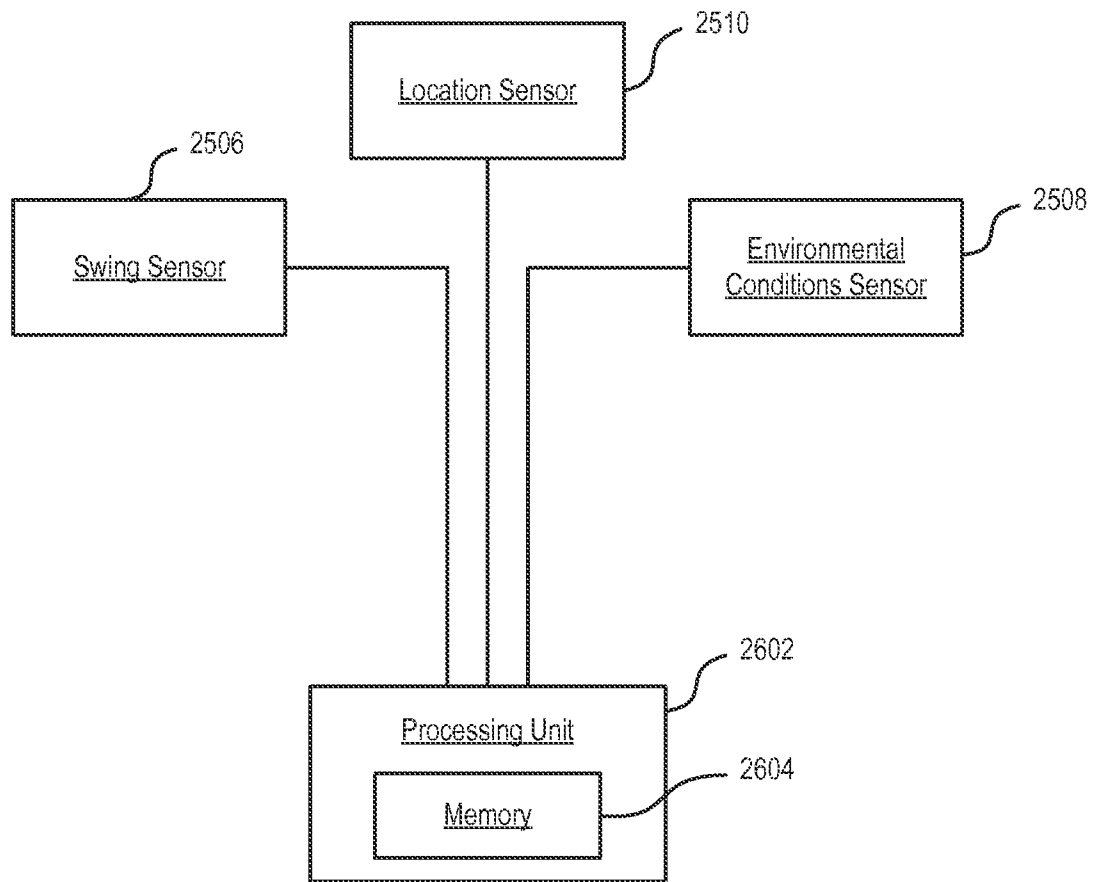 2510
Location Sensor
2506
Swing Sensor
2508
Environmental
Conditions Sensor
2602
Processing Unit
2604
Memory